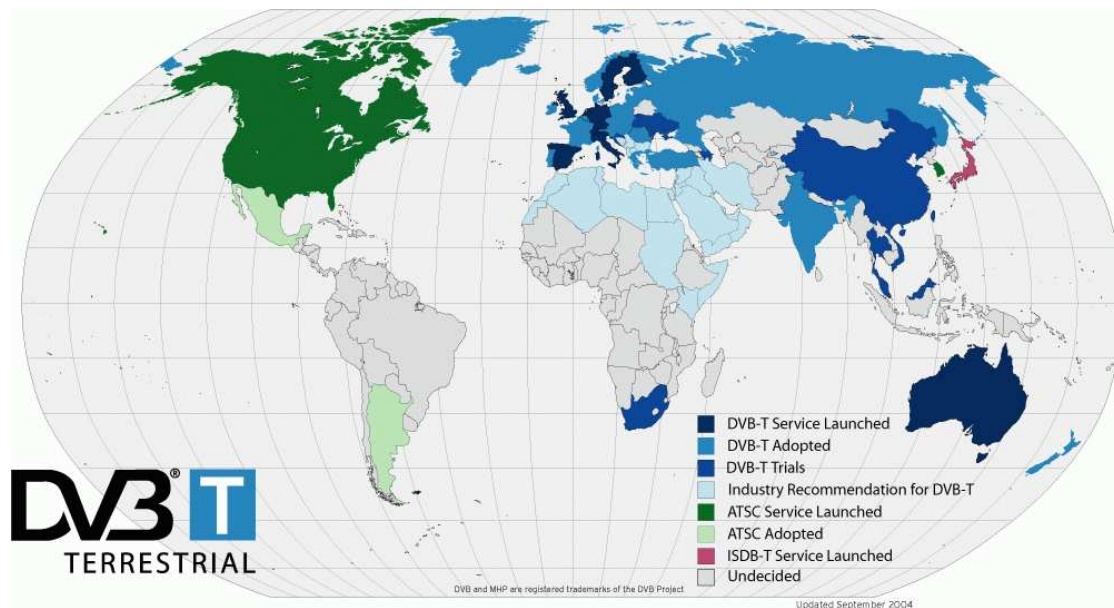 DVB-T Service Launched
DVB-T Adopted
DVB-T Trials
Industry Recommendation for DVB-T
ATSC Service Launched
ATSC Adopted
ISDB-T Service Launched
Undecided
DVB® T
TERRESTRIAL
DVB and MHP are registered trademarks of the DVB Project
Updated September 2004